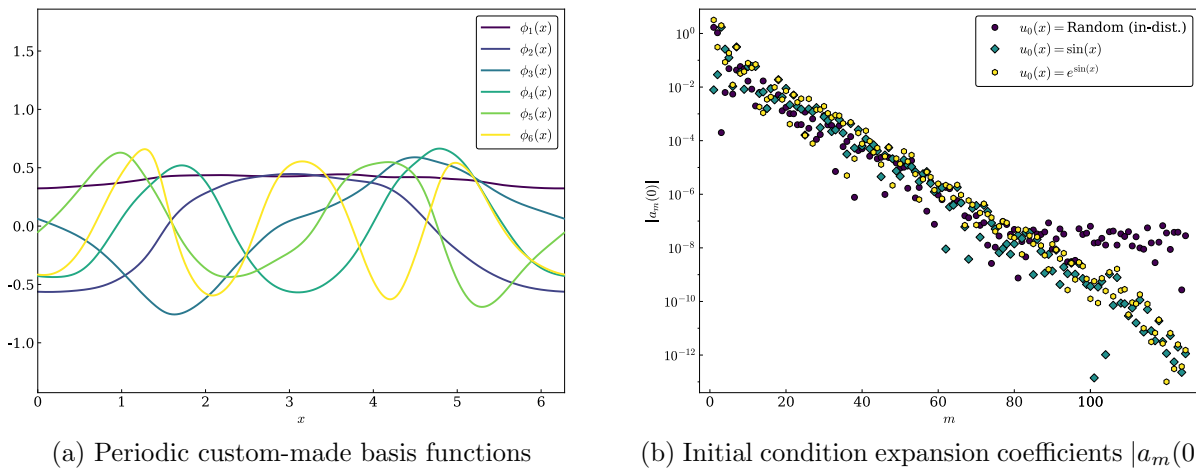 1.5
1.0
0.5
0.0
-0.5
-1.0
0 1 2 3 4 5 6
x
ϕ₁(x)
ϕ₂(x)
ϕ₃(x)
ϕ₄(x)
ϕ₅(x)
ϕ₆(x)
(a) Periodic custom-made basis functions
10⁰
10⁻²
10⁻⁴
10⁻⁶
10⁻⁸
10⁻¹⁰
10⁻¹²
|aₘ(0)|
0 20 40 60 80 100
m
u₀(x) = Random (in-dist.)
u₀(x) = sin(x)
u₀(x) = e^{sin(x)}
(b) Initial condition expansion coefficients |aₘ(0